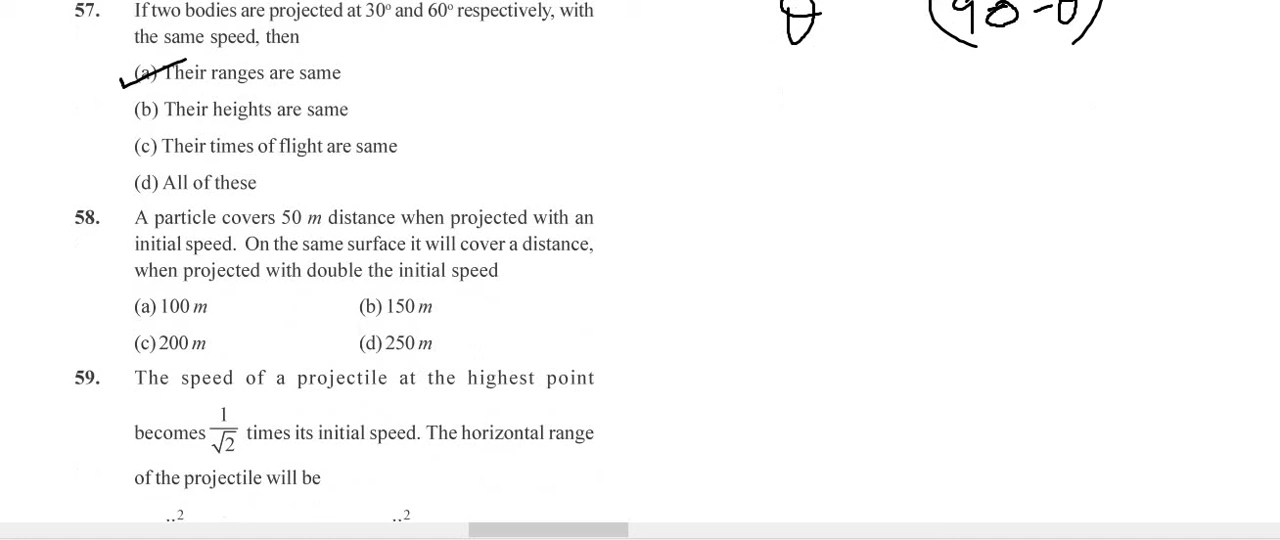 57. If two bodies are projected at 30° and 60° respectively, with
the same speed, then
(a) Their ranges are same
(b) Their heights are same
(c) Their times of flight are same
(d) All of these
θ (90-θ)
58. A particle covers 50 m distance when projected with an
initial speed. On the same surface it will cover a distance,
when projected with double the initial speed
(a) 100 m (b) 150 m
(c) 200 m (d) 250 m
59. The speed of a projectile at the highest point
becomes 1/√2 times its initial speed. The horizontal range
of the projectile will be